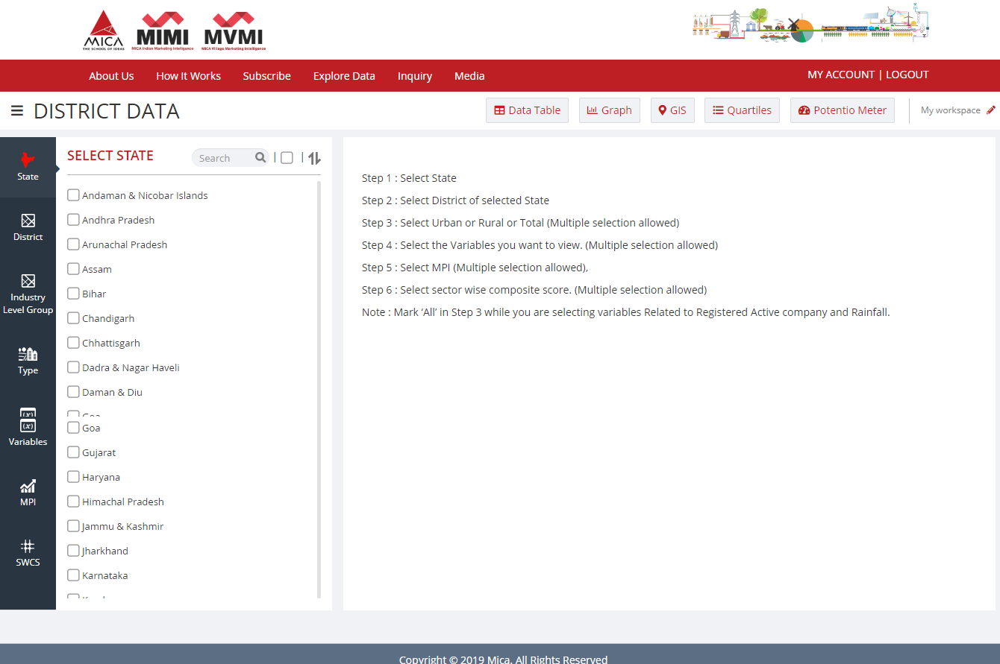 MICA
THE SCHOOL OF IDEAS
MIMI
MICA Indian Marketing Intelligence
MVMI
MICA Village Marketing Intelligence
About Us How It Works Subscribe Explore Data Inquiry Media
MY ACCOUNT | LOGOUT
DISTRICT DATA
Data Table Graph GIS Quartiles Potentio Meter My workspace
State
District
Industry
Level Group
Type
(x)
(x)
Variables
MPI
SWCS
SELECT STATE
Search
Andaman & Nicobar Islands
Andhra Pradesh
Arunachal Pradesh
Assam
Bihar
Chandigarh
Chhattisgarh
Dadra & Nagar Haveli
Daman & Diu
Goa
Goa
Gujarat
Haryana
Himachal Pradesh
Jammu & Kashmir
Jharkhand
Karnataka
Step 1 : Select State
Step 2 : Select District of selected State
Step 3 : Select Urban or Rural or Total (Multiple selection allowed)
Step 4 : Select the Variables you want to view. (Multiple selection allowed)
Step 5 : Select MPI (Multiple selection allowed),
Step 6 : Select sector wise composite score. (Multiple selection allowed)
Note : Mark ‘All’ in Step 3 while you are selecting variables Related to Registered Active company and Rainfall.
Copyright © 2019 Mica. All Rights Reserved